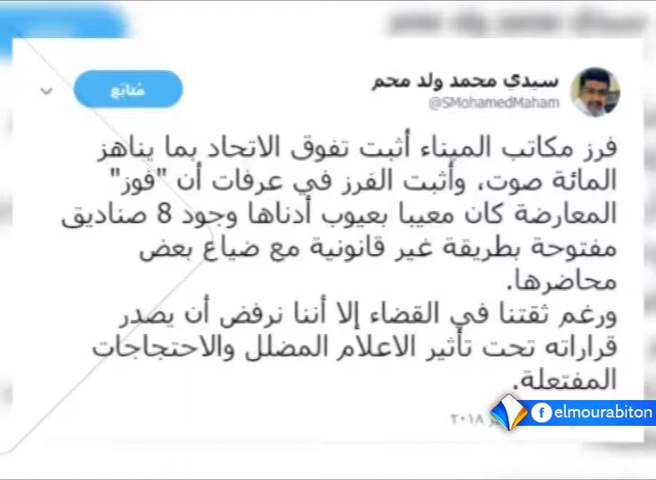 سيدي محمد ولد محم
@SMohamedMaham
مُتابَع
فرز مكاتب الميناء أثبت تفوق الاتحاد بما يناهز
المائة صوت، وأثبت الفرز في عرفات أن "فوز"
المعارضة كان معيبا بعيوب أدناها وجود 8 صناديق
مفتوحة بطريقة غير قانونية مع ضياع بعض
محاضرها.
ورغم ثقتنا في القضاء إلا أننا نرفض أن يصدر
قراراته تحت تأثير الاعلام المضلل والاحتجاجات
المفتعلة.
٢٠١٨
elmourabiton